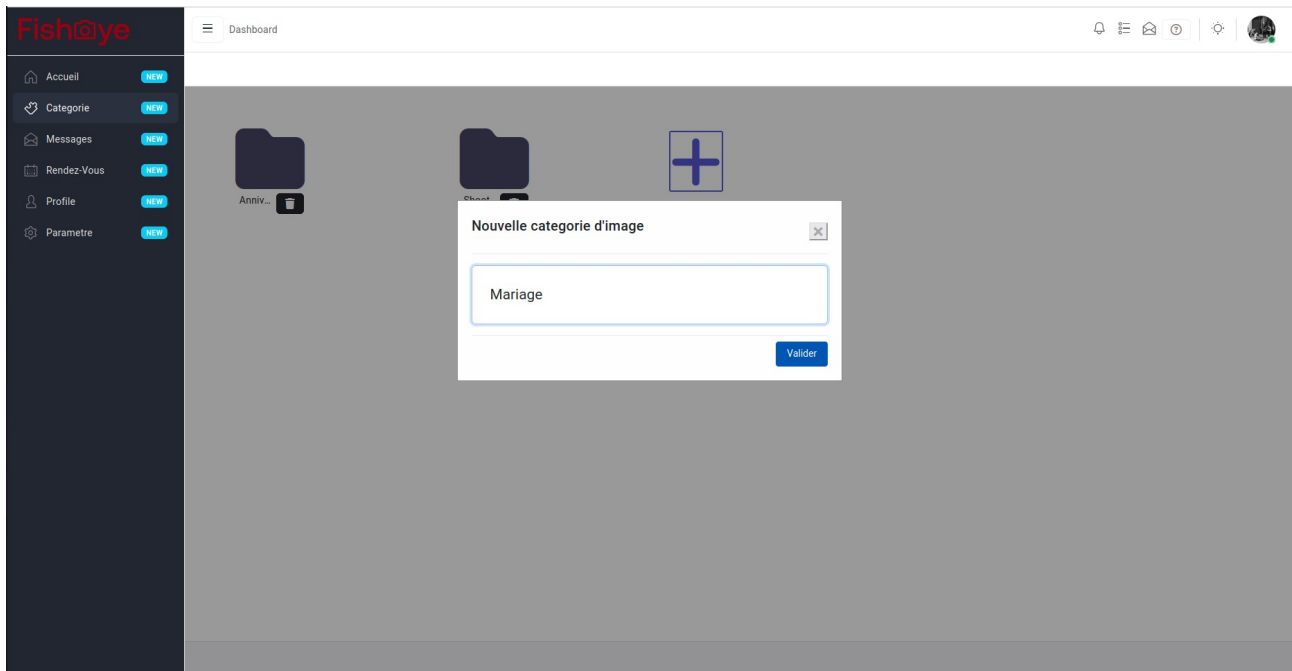 Fisheye
Dashboard
Accueil NEW
Categorie NEW
Messages NEW
Rendez-Vous NEW
Profile NEW
Parametre NEW
Anniv...
Nouvelle categorie d'image
Mariage
Valider